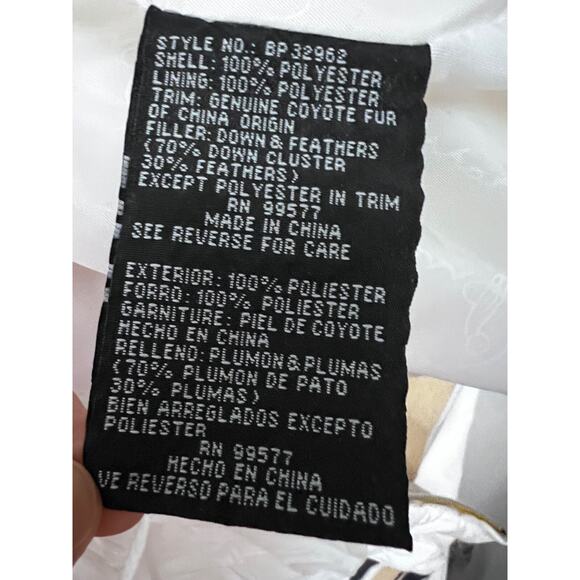 STYLE NO.: BP32962
SHELL: 100% POLYESTER
LINING: 100% POLYESTER
TRIM: GENUINE COYOTE FUR
OF CHINA ORIGIN
FILLER: DOWN & FEATHERS
(70% DOWN CLUSTER
30% FEATHERS)
EXCEPT POLYESTER IN TRIM
RN 99577
MADE IN CHINA
SEE REVERSE FOR CARE
EXTERIOR: 100% POLIESTER
FORRO: 100% POLIESTER
GARNITURE: PIEL DE COYOTE
HECHO EN CHINA
RELLENO: PLUMON & PLUMAS
(70% PLUMON DE PATO
30% PLUMAS)
BIEN ARREGLADOS EXCEPTO
POLIESTER
RN 99577
HECHO EN CHINA
VE REVERSO PARA EL CUIDADO